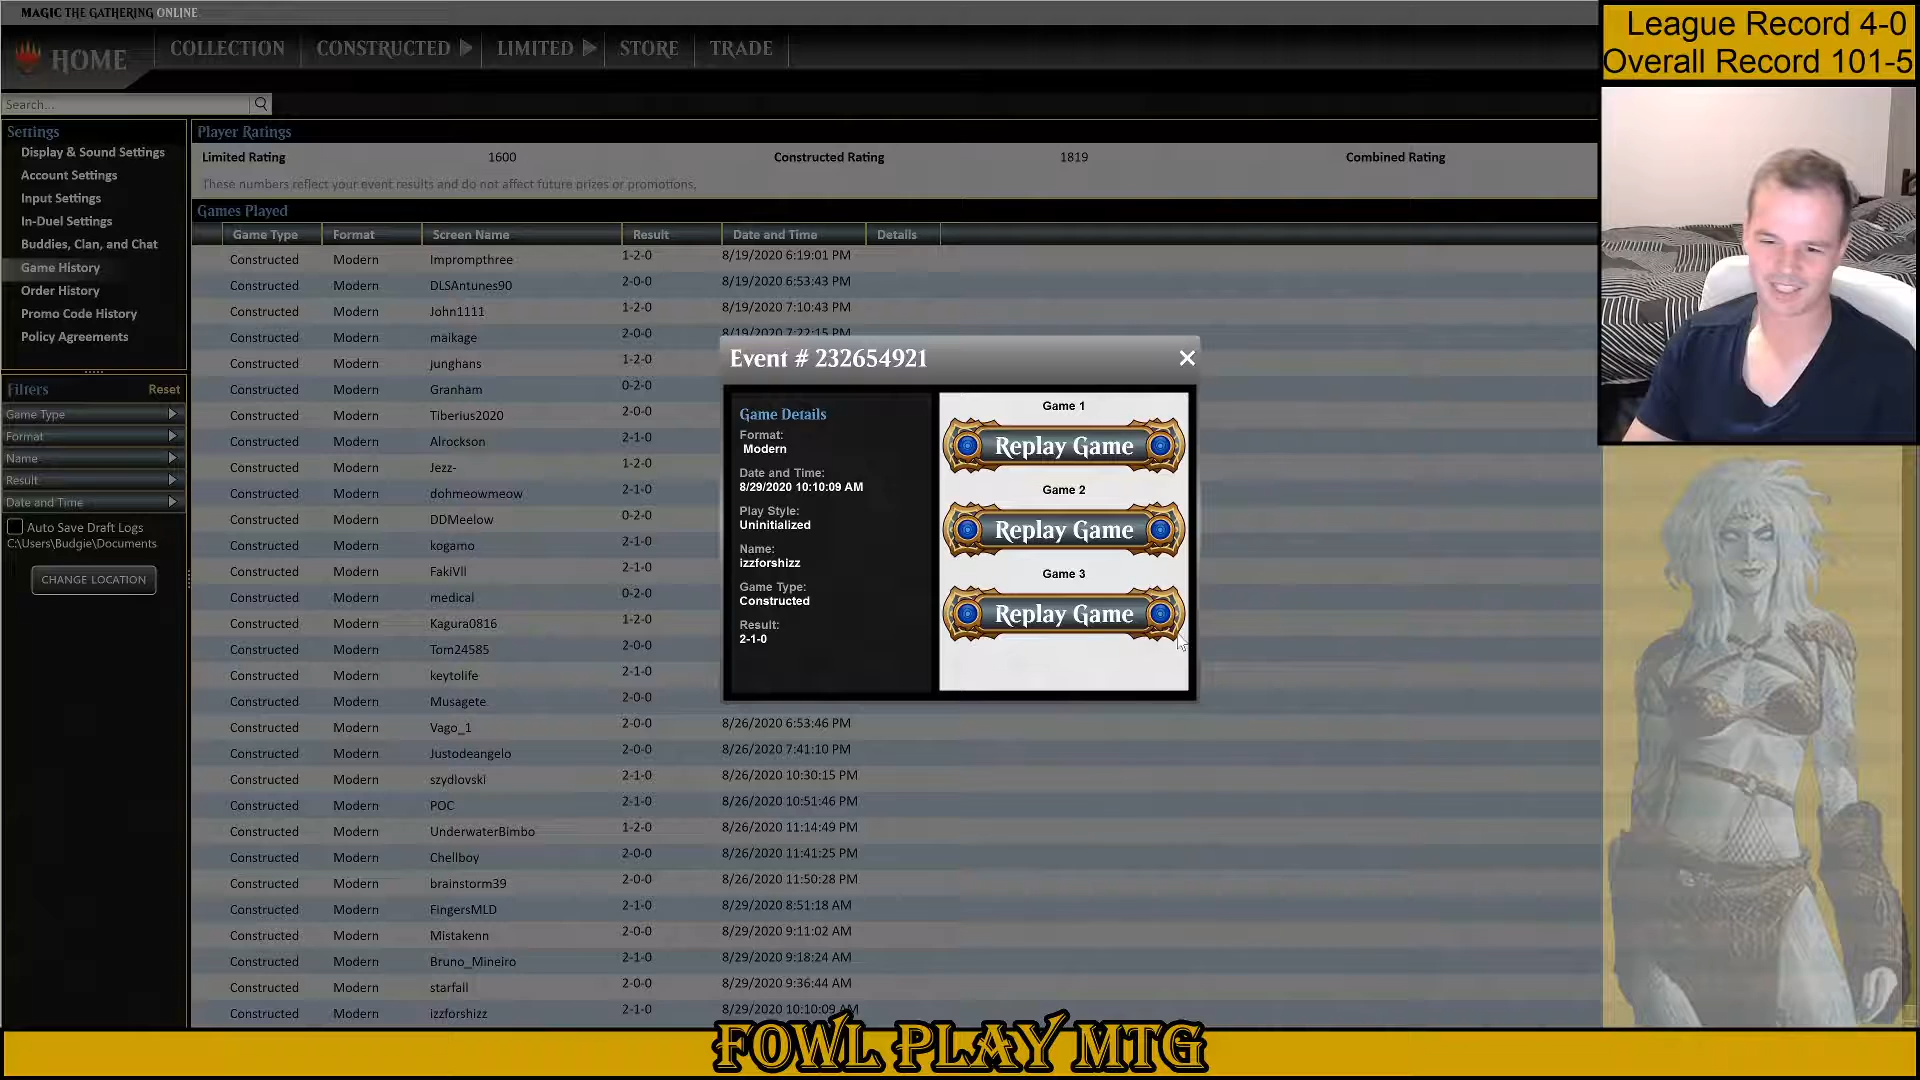 MAGIC THE GATHERING ONLINE
HOME
COLLECTION
CONSTRUCTED
LIMITED
STORE
TRADE
League Record 4-0
Overall Record 101-5
Search...
Settings
Display & Sound Settings
Account Settings
Input Settings
In-Duel Settings
Buddies, Clan, and Chat
Game History
Order History
Promo Code History
Policy Agreements
Filters Reset
Game Type
Format
Name
Result
Date and Time
Auto Save Draft Logs
C:\Users\Budgie\Documents
CHANGE LOCATION
Player Ratings
Limited Rating 1600 Constructed Rating 1819 Combined Rating
These numbers reflect your event results and do not affect future prizes or promotions.
Games Played
Game Type Format Screen Name Result Date and Time Details
Constructed Modern Imprompthree 1-2-0 8/19/2020 6:19:01 PM
Constructed Modern DLSAntunes90 2-0-0 8/19/2020 6:53:43 PM
Constructed Modern John1111 1-2-0 8/19/2020 7:10:43 PM
Constructed Modern malkage 2-0-0 8/19/2020 7:22:15 PM
Constructed Modern junghans 1-2-0
Constructed Modern Granham 0-2-0
Constructed Modern Tiberius2020 2-0-0
Constructed Modern Alrockson 2-1-0
Constructed Modern Jezz- 1-2-0
Constructed Modern dohmeowmeow 2-1-0
Constructed Modern DDMeelow 0-2-0
Constructed Modern kogamo 2-1-0
Constructed Modern FakiVII 2-1-0
Constructed Modern medical 0-2-0
Constructed Modern Kagura0816 1-2-0
Constructed Modern Tom24585 2-0-0
Constructed Modern keytolife 2-1-0
Constructed Modern Musagete 2-0-0
Constructed Modern Vago_1 2-0-0 8/26/2020 6:53:46 PM
Constructed Modern Justodeangelo 2-0-0 8/26/2020 7:41:10 PM
Constructed Modern szydlovski 2-1-0 8/26/2020 10:30:15 PM
Constructed Modern POC 2-1-0 8/26/2020 10:51:46 PM
Constructed Modern UnderwaterBimbo 1-2-0 8/26/2020 11:14:49 PM
Constructed Modern Chellboy 2-0-0 8/26/2020 11:41:25 PM
Constructed Modern brainstorm39 2-0-0 8/26/2020 11:50:28 PM
Constructed Modern FingersMLD 2-1-0 8/29/2020 8:51:18 AM
Constructed Modern Mistakenn 2-0-0 8/29/2020 9:11:02 AM
Constructed Modern Bruno_Mineiro 2-1-0 8/29/2020 9:18:24 AM
Constructed Modern starfall 2-0-0 8/29/2020 9:36:44 AM
Constructed Modern izzforshizz 2-1-0 8/29/2020 10:10:09 AM
Event # 232654921
Game Details
Format:
Modern
Date and Time:
8/29/2020 10:10:09 AM
Play Style:
Uninitialized
Name:
izzforshizz
Game Type:
Constructed
Result:
2-1-0
Game 1
Replay Game
Game 2
Replay Game
Game 3
Replay Game
FOWL PLAY MTG